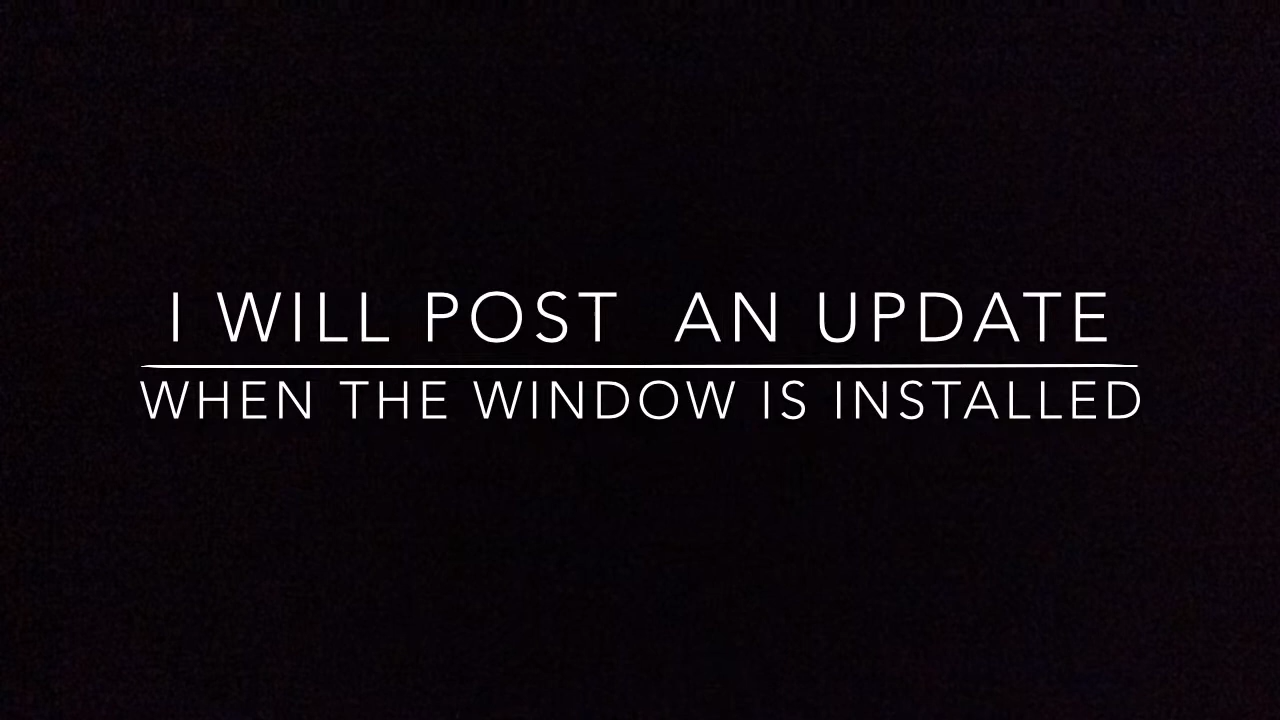 I WILL POST  AN UPDATE
WHEN THE WINDOW IS INSTALLED